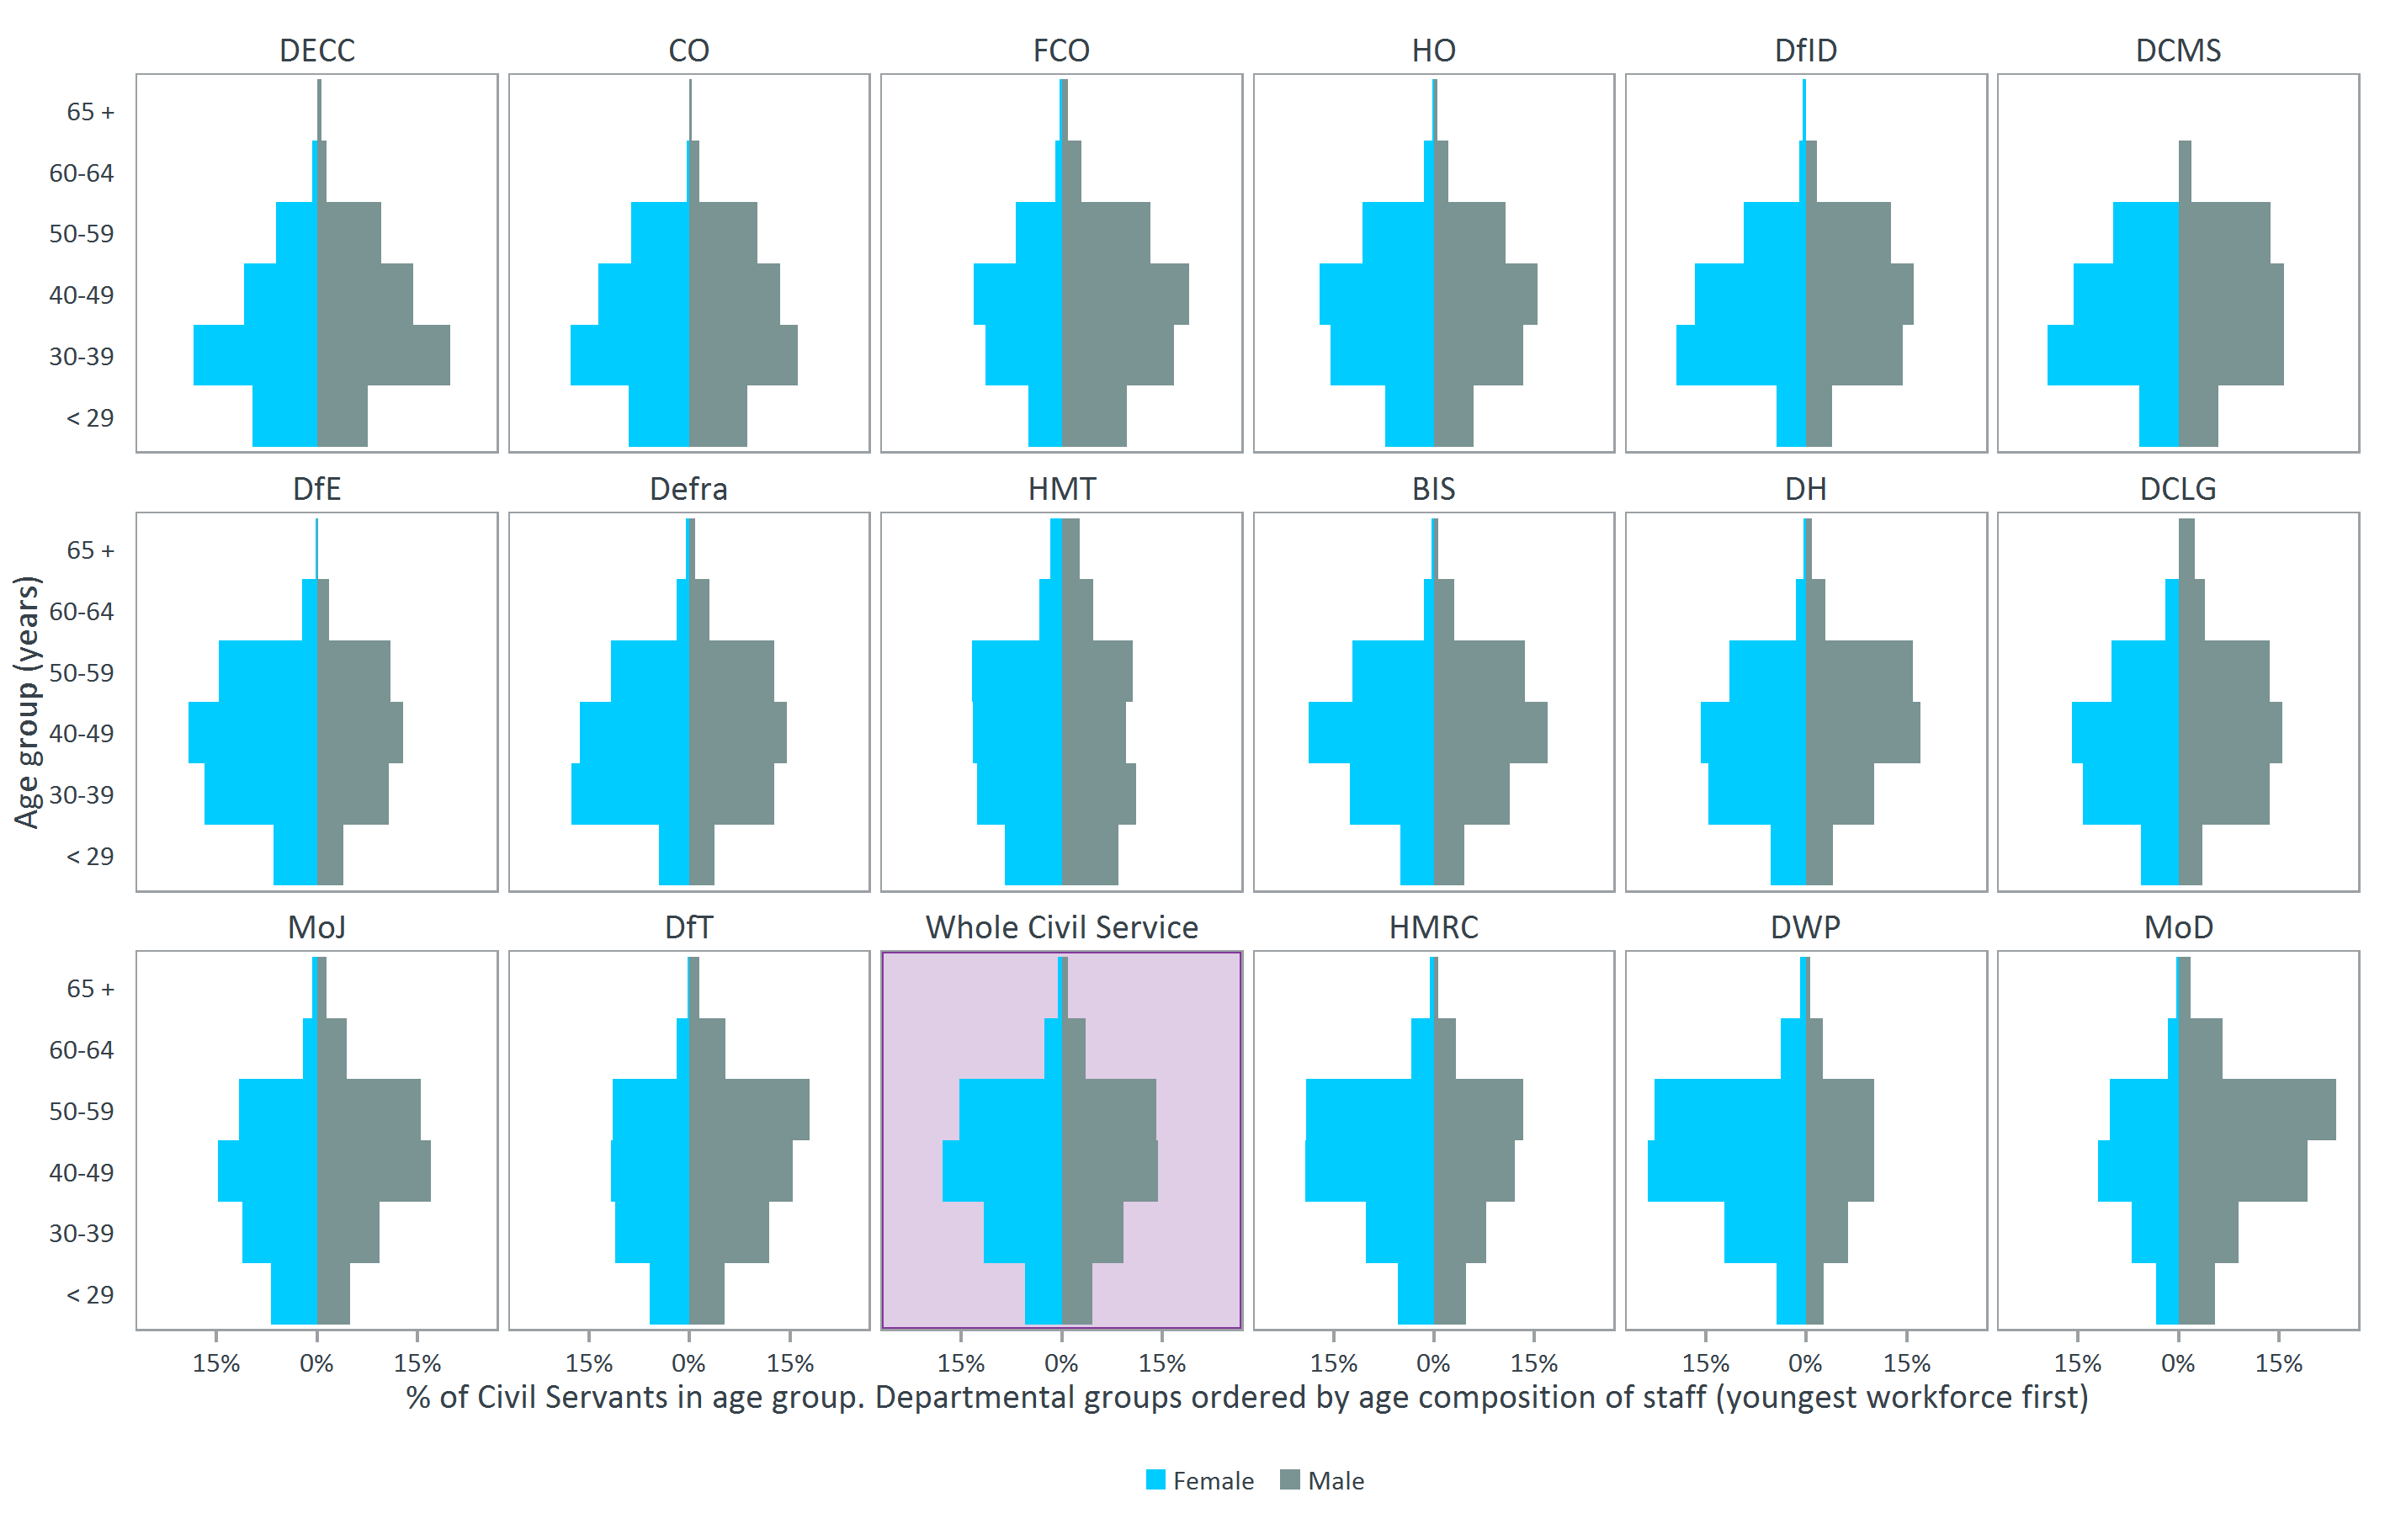 DECC CO FCO HO DfID DCMS
65 +
60-64
50-59
40-49
30-39
< 29
DfE Defra HMT BIS DH DCLG
65 +
60-64
50-59
40-49
30-39
< 29
Age group (years)
MoJ DfT Whole Civil Service HMRC DWP MoD
65 +
60-64
50-59
40-49
30-39
< 29
15% 0% 15% 15% 0% 15% 15% 0% 15% 15% 0% 15% 15% 0% 15% 15% 0% 15%
% of Civil Servants in age group. Departmental groups ordered by age composition of staff (youngest workforce first)
Female Male